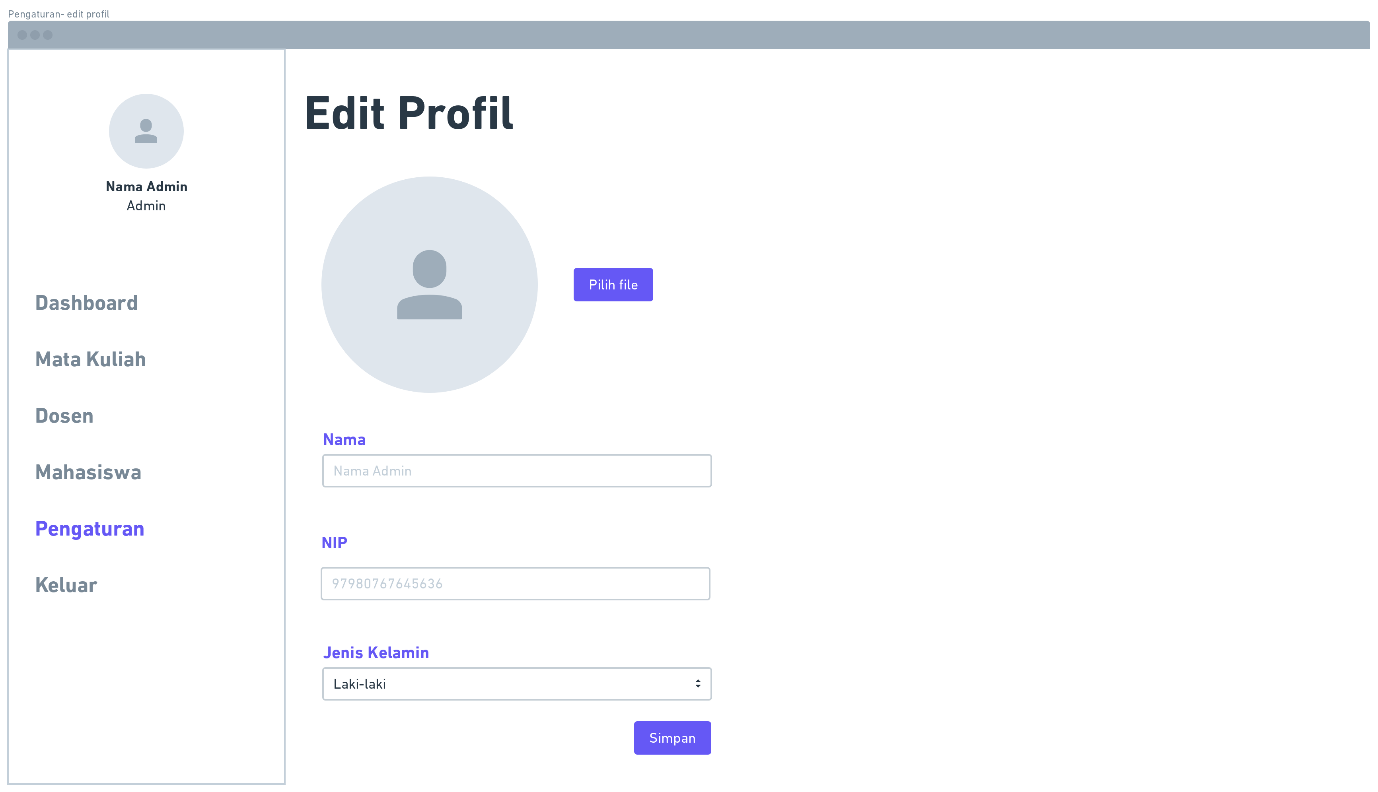 Pengaturan- edit profil
Nama Admin
Admin
Dashboard
Mata Kuliah
Dosen
Mahasiswa
Pengaturan
Keluar
Edit Profil
Pilih file
Nama
Nama Admin
NIP
97980767645636
Jenis Kelamin
Laki-laki
Simpan